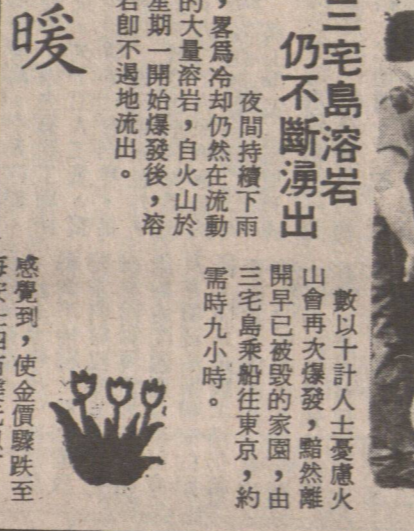 三宅島溶岩
仍不斷湧出
夜間持續下雨
，畧爲冷却仍然在流動
的大量溶岩，自火山於
星期一開始爆發後，溶
岩卽不遏地流出。
數以十計人士憂慮火
山會再次爆發，黯然離
開早已被毀的家園，由
三宅島乘船往東京，約
需時九小時。
暖
感覺到，使金價驟跌至